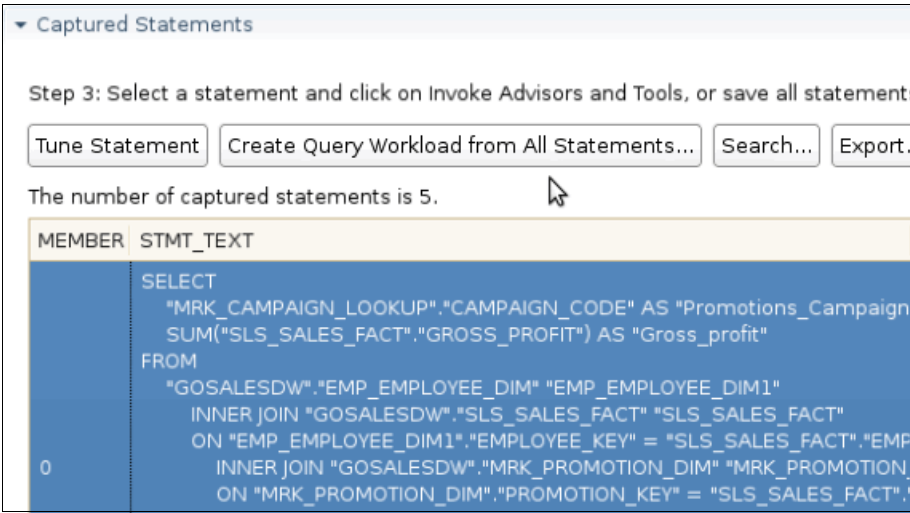 Captured Statements
Step 3: Select a statement and click on Invoke Advisors and Tools, or save all statement
Tune Statement Create Query Workload from All Statements... Search... Export.
The number of captured statements is 5.
MEMBER STMT_TEXT
SELECT
"MRK_CAMPAIGN_LOOKUP"."CAMPAIGN_CODE" AS "Promotions_Campaign
SUM("SLS_SALES_FACT"."GROSS_PROFIT") AS "Gross_profit"
FROM
"GOSALESDW"."EMP_EMPLOYEE_DIM" "EMP_EMPLOYEE_DIM1"
INNER JOIN "GOSALESDW"."SLS_SALES_FACT" "SLS_SALES_FACT"
ON "EMP_EMPLOYEE_DIM1"."EMPLOYEE_KEY" = "SLS_SALES_FACT"."EMP
0 INNER JOIN "GOSALESDW"."MRK_PROMOTION_DIM" "MRK_PROMOTION_
ON "MRK_PROMOTION_DIM"."PROMOTION_KEY" = "SLS_SALES_FACT".'